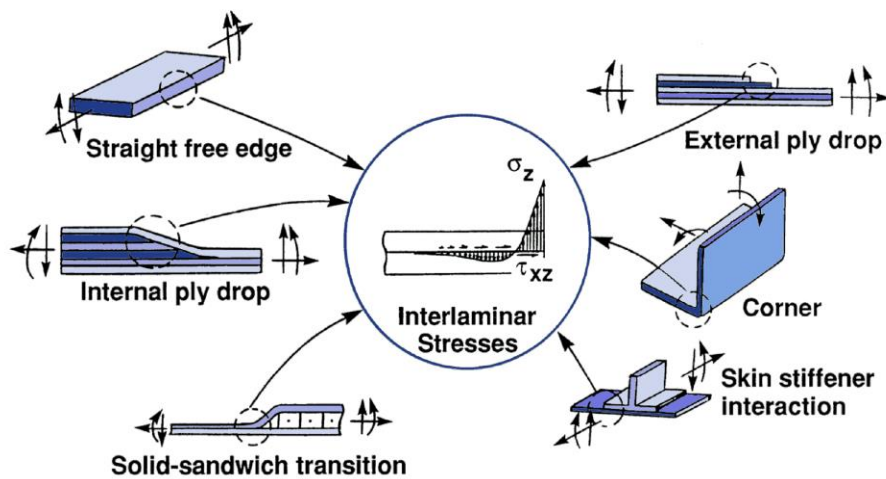 Straight free edge
External ply drop
σz
τxz
Internal ply drop
Interlaminar
Stresses
Corner
Skin stiffener
interaction
Solid-sandwich transition